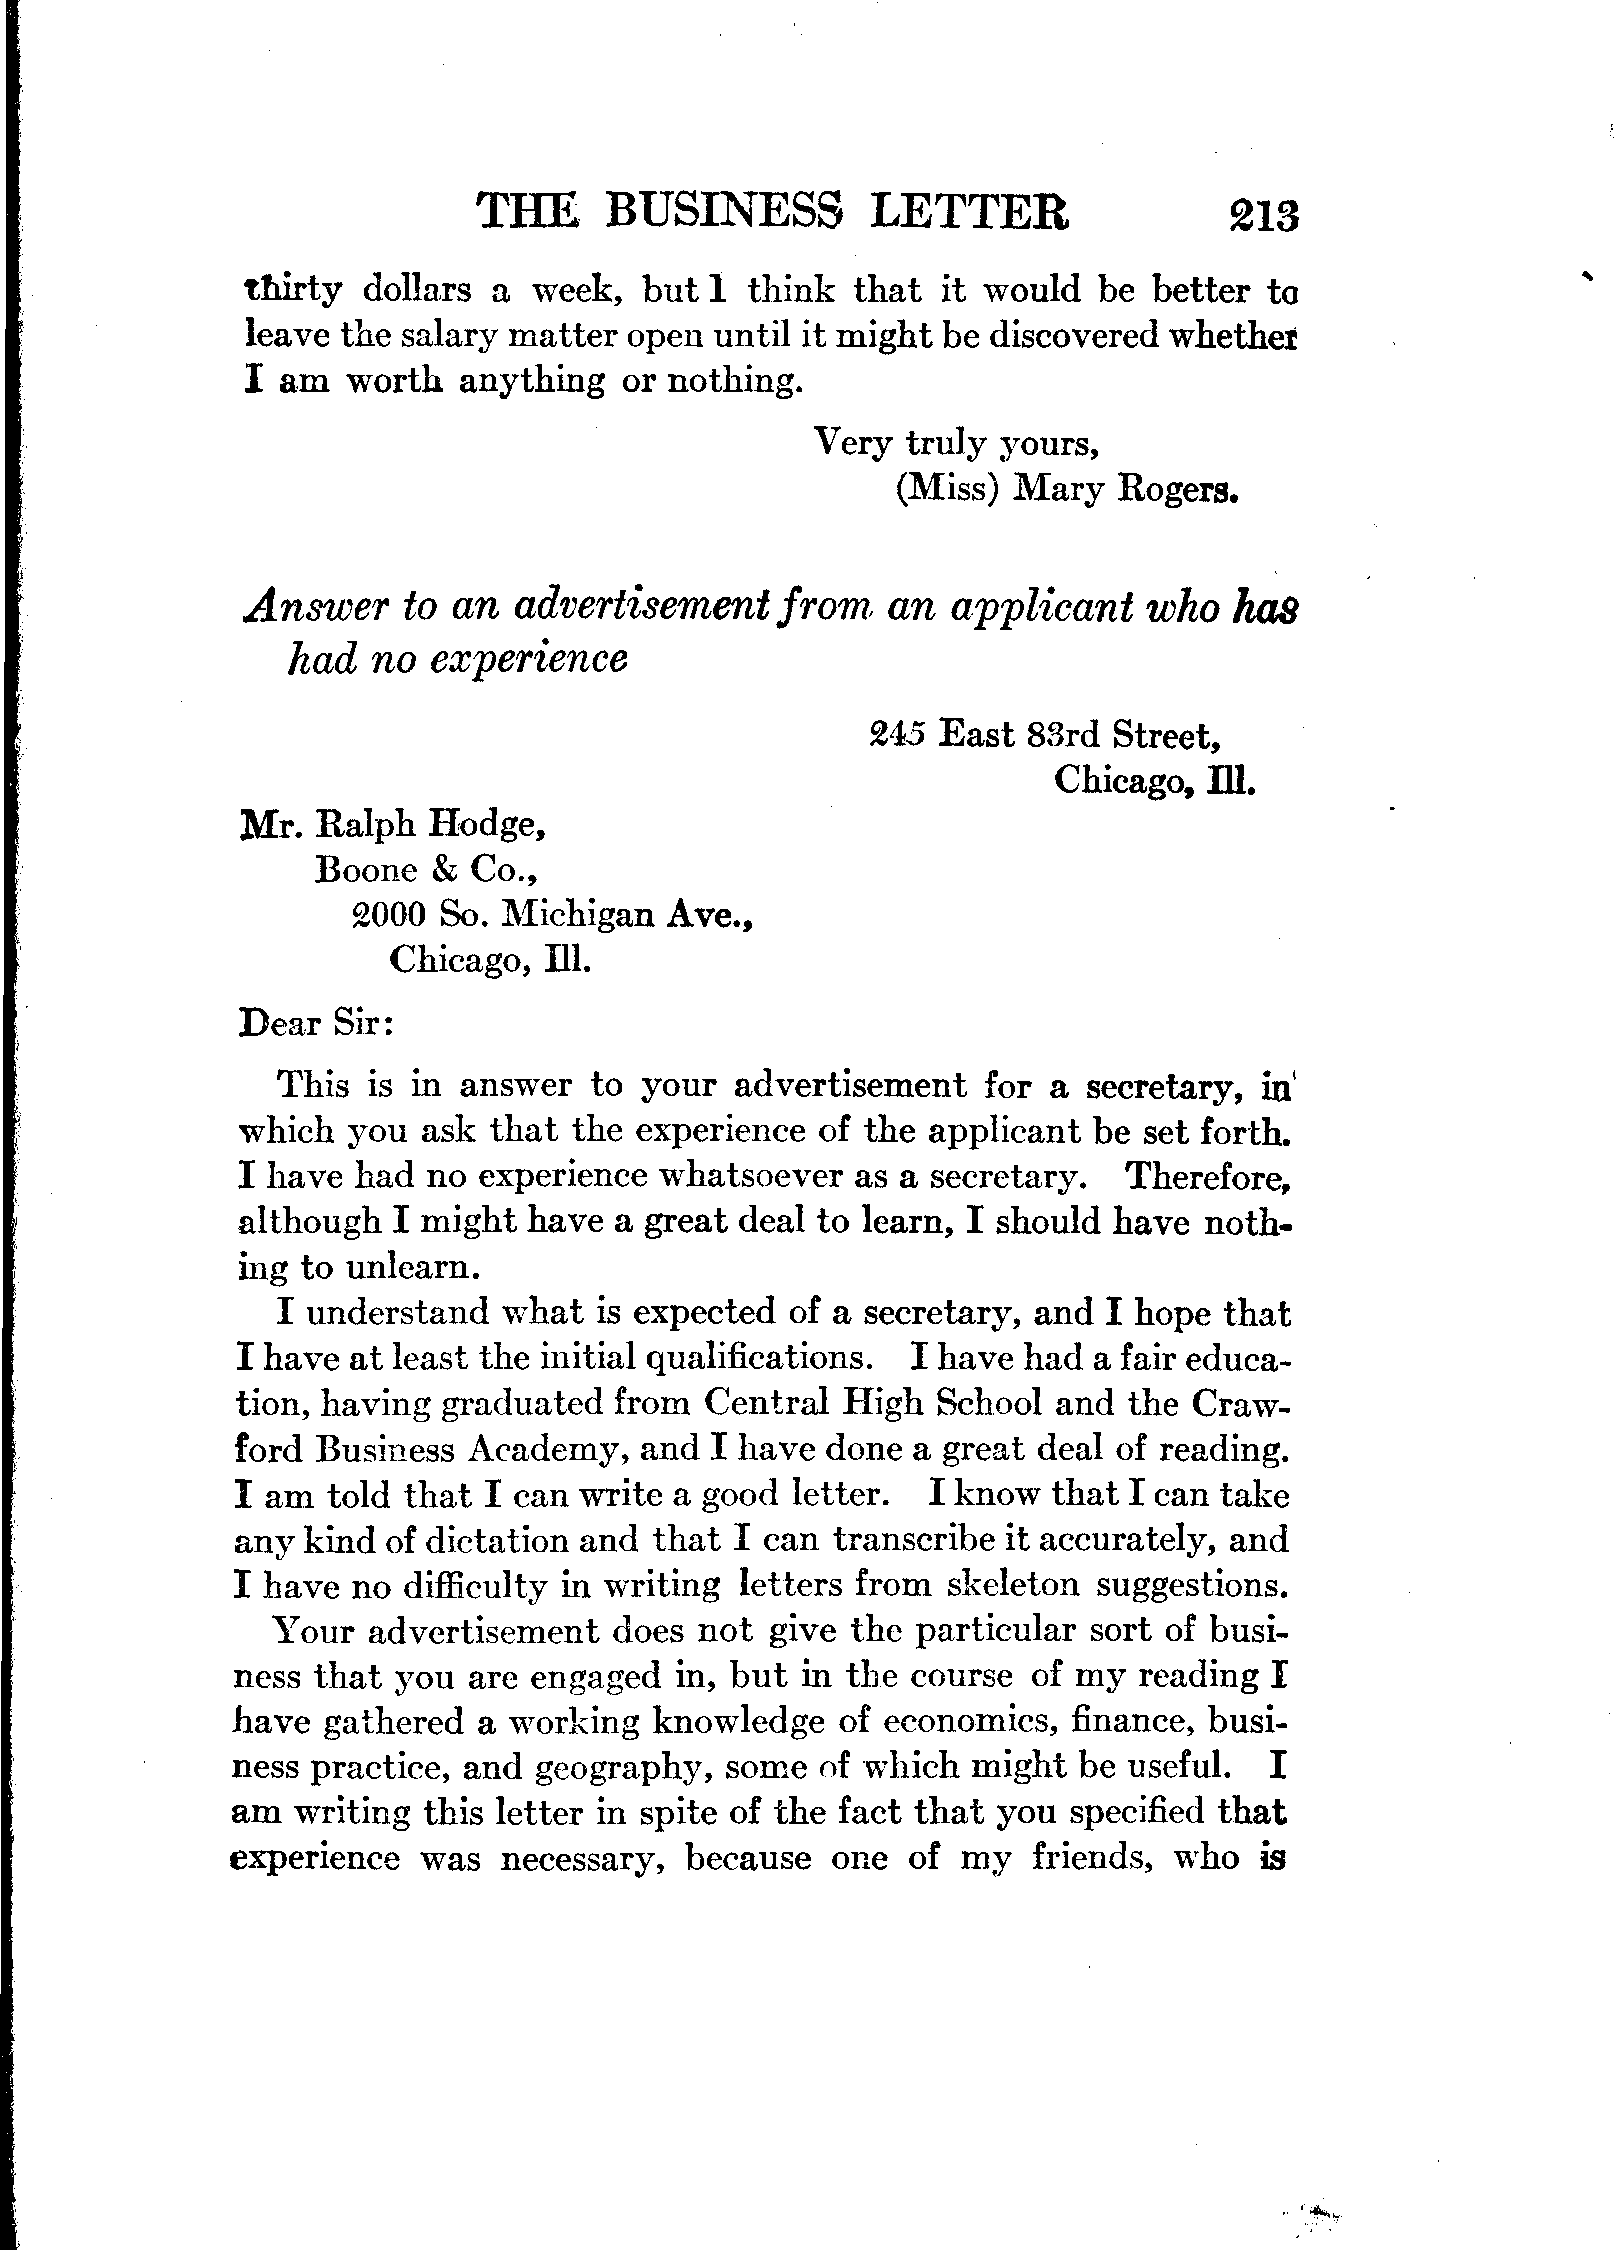 THE BUSINESS LETTER 213
thirty dollars a week, but I think that it would be better to
leave the salary matter open until it might be discovered whether
I am worth anything or nothing.
Very truly yours,
(Miss) Mary Rogers.
Answer to an advertisement from an applicant who has
had no experience
245 East 83rd Street,
Chicago, Ill.
Mr. Ralph Hodge,
Boone & Co.,
2000 So. Michigan Ave.,
Chicago, Ill.
Dear Sir:
This is in answer to your advertisement for a secretary, in
which you ask that the experience of the applicant be set forth.
I have had no experience whatsoever as a secretary. Therefore,
although I might have a great deal to learn, I should have noth-
ing to unlearn.
I understand what is expected of a secretary, and I hope that
I have at least the initial qualifications. I have had a fair educa-
tion, having graduated from Central High School and the Craw-
ford Business Academy, and I have done a great deal of reading.
I am told that I can write a good letter. I know that I can take
any kind of dictation and that I can transcribe it accurately, and
I have no difficulty in writing letters from skeleton suggestions.
Your advertisement does not give the particular sort of busi-
ness that you are engaged in, but in the course of my reading I
have gathered a working knowledge of economics, finance, busi-
ness practice, and geography, some of which might be useful. I
am writing this letter in spite of the fact that you specified that
experience was necessary, because one of my friends, who is